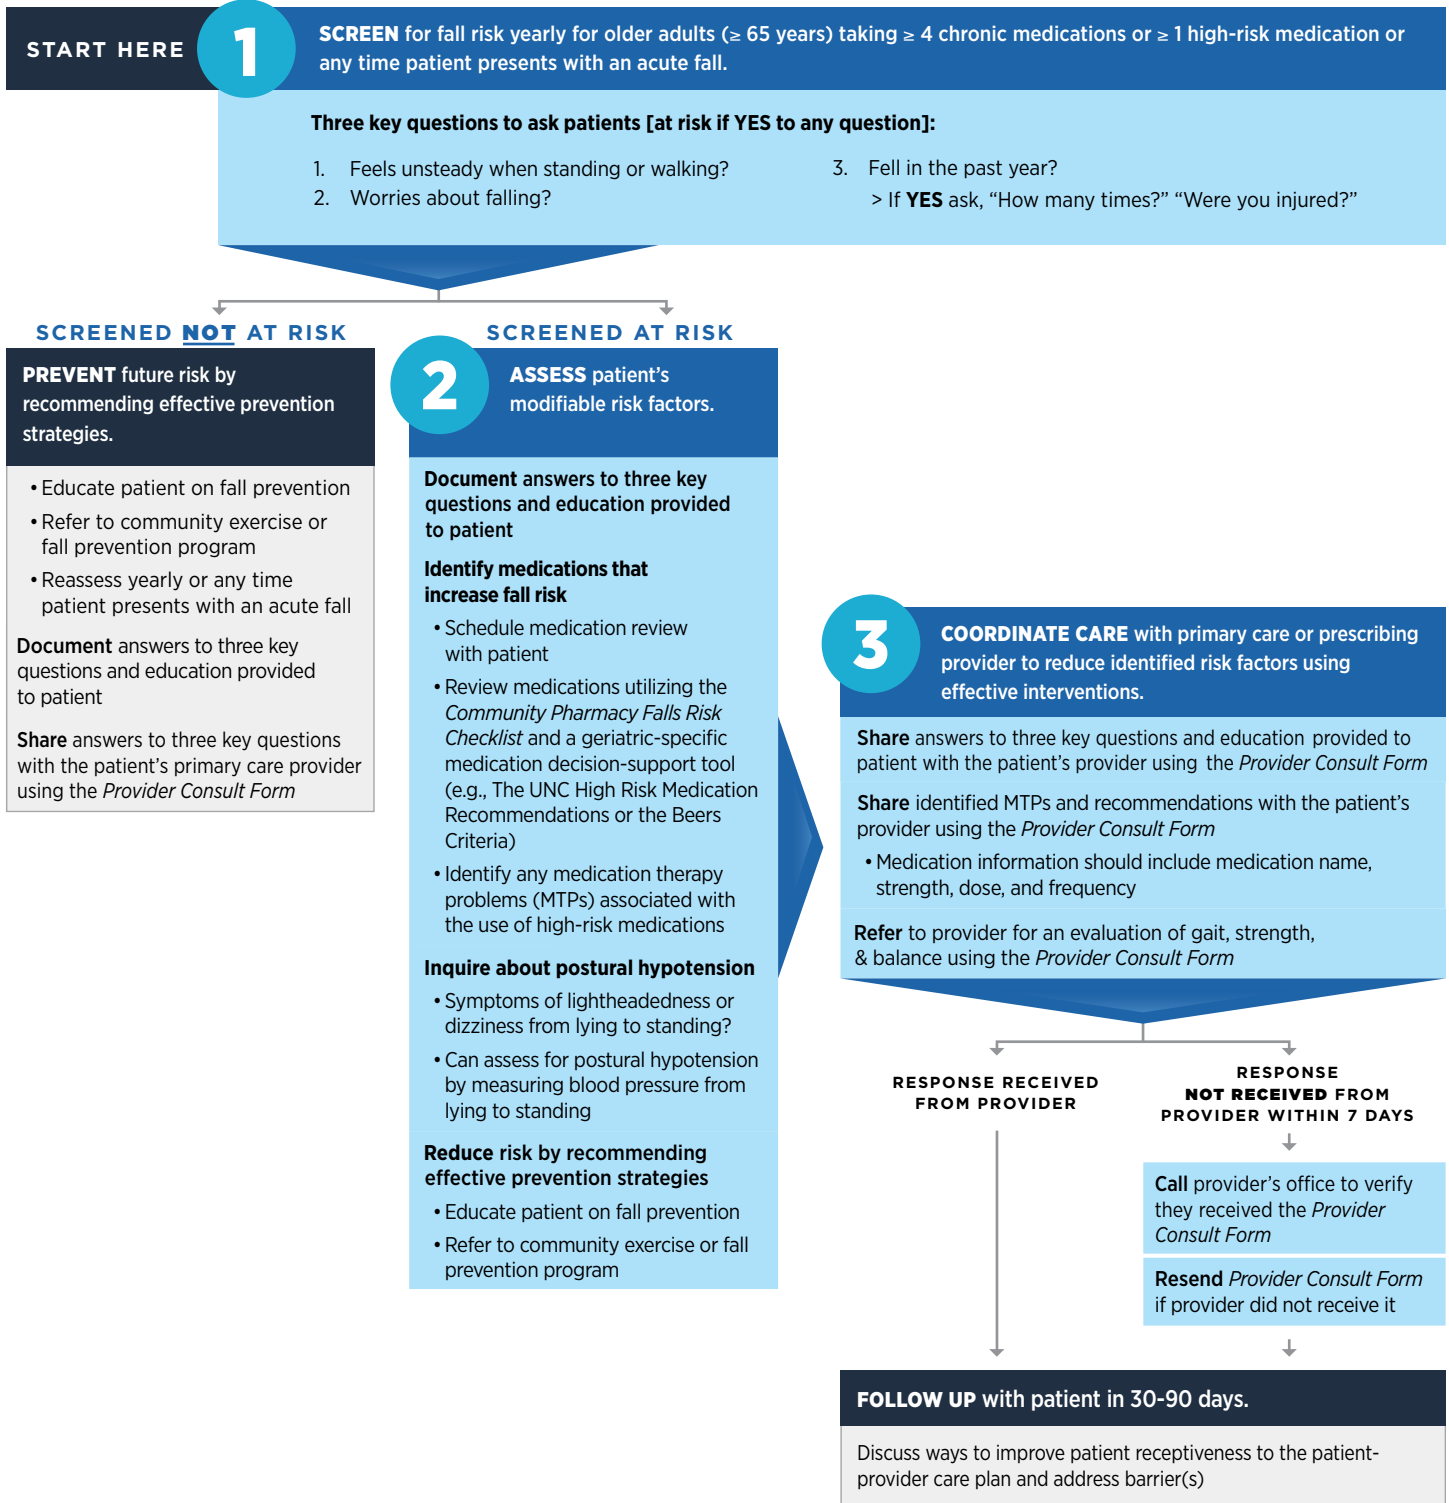 START HERE
1
SCREEN for fall risk yearly for older adults (≥ 65 years) taking ≥ 4 chronic medications or ≥ 1 high-risk medication or
any time patient presents with an acute fall.
Three key questions to ask patients [at risk if YES to any question]:
1. Feels unsteady when standing or walking?
2. Worries about falling?
3. Fell in the past year?
> If YES ask, “How many times?” “Were you injured?”
SCREENED NOT AT RISK
PREVENT future risk by
recommending effective prevention
strategies.
• Educate patient on fall prevention
• Refer to community exercise or
fall prevention program
• Reassess yearly or any time
patient presents with an acute fall
Document answers to three key
questions and education provided
to patient
Share answers to three key questions
with the patient’s primary care provider
using the Provider Consult Form
SCREENED AT RISK
2
ASSESS patient’s
modifiable risk factors.
Document answers to three key
questions and education provided
to patient
Identify medications that
increase fall risk
• Schedule medication review
with patient
• Review medications utilizing the
Community Pharmacy Falls Risk
Checklist and a geriatric-specific
medication decision-support tool
(e.g., The UNC High Risk Medication
Recommendations or the Beers
Criteria)
• Identify any medication therapy
problems (MTPs) associated with
the use of high-risk medications
Inquire about postural hypotension
• Symptoms of lightheadedness or
dizziness from lying to standing?
• Can assess for postural hypotension
by measuring blood pressure from
lying to standing
Reduce risk by recommending
effective prevention strategies
• Educate patient on fall prevention
• Refer to community exercise or fall
prevention program
3
COORDINATE CARE with primary care or prescribing
provider to reduce identified risk factors using
effective interventions.
Share answers to three key questions and education provided to
patient with the patient’s provider using the Provider Consult Form
Share identified MTPs and recommendations with the patient’s
provider using the Provider Consult Form
• Medication information should include medication name,
strength, dose, and frequency
Refer to provider for an evaluation of gait, strength,
& balance using the Provider Consult Form
RESPONSE RECEIVED
FROM PROVIDER
RESPONSE
NOT RECEIVED FROM
PROVIDER WITHIN 7 DAYS
Call provider’s office to verify
they received the Provider
Consult Form
Resend Provider Consult Form
if provider did not receive it
FOLLOW UP with patient in 30-90 days.
Discuss ways to improve patient receptiveness to the patient-
provider care plan and address barrier(s)